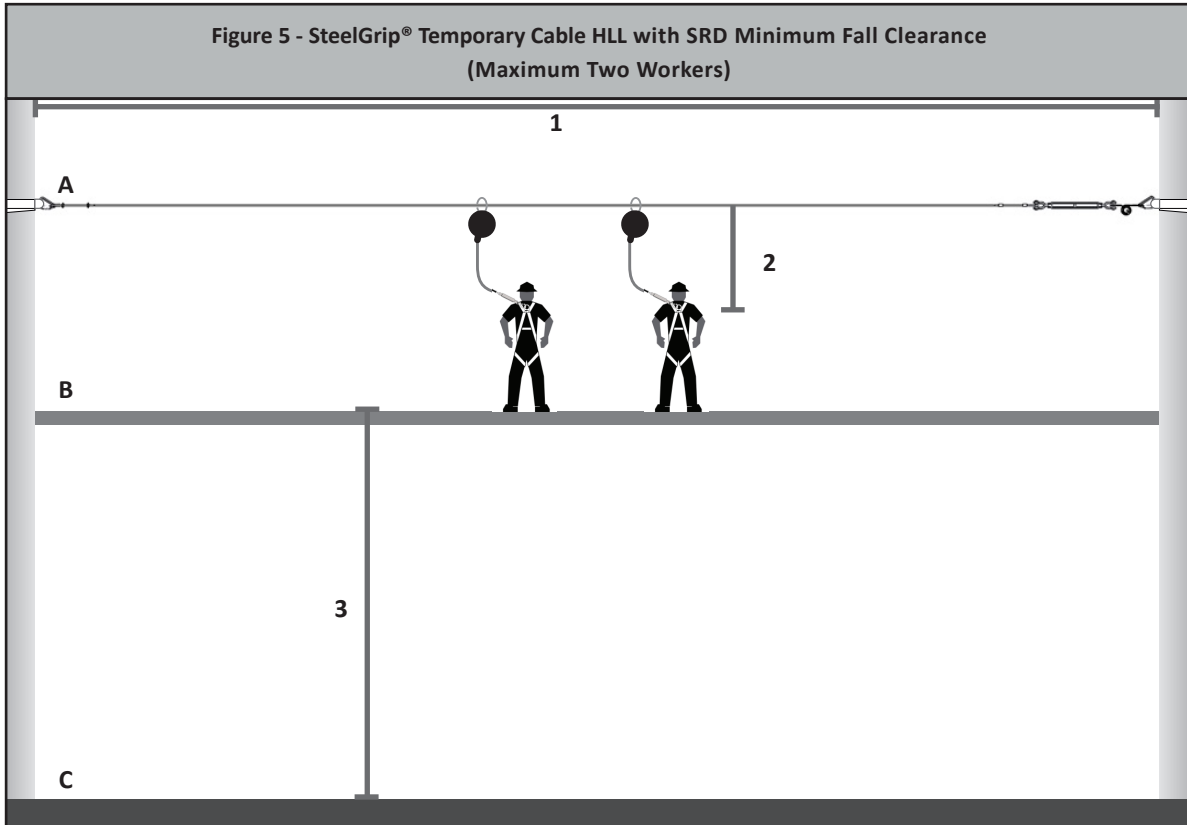 Figure 5 - SteelGrip® Temporary Cable HLL with SRD Minimum Fall Clearance
(Maximum Two Workers)
1
A
2
B
3
C